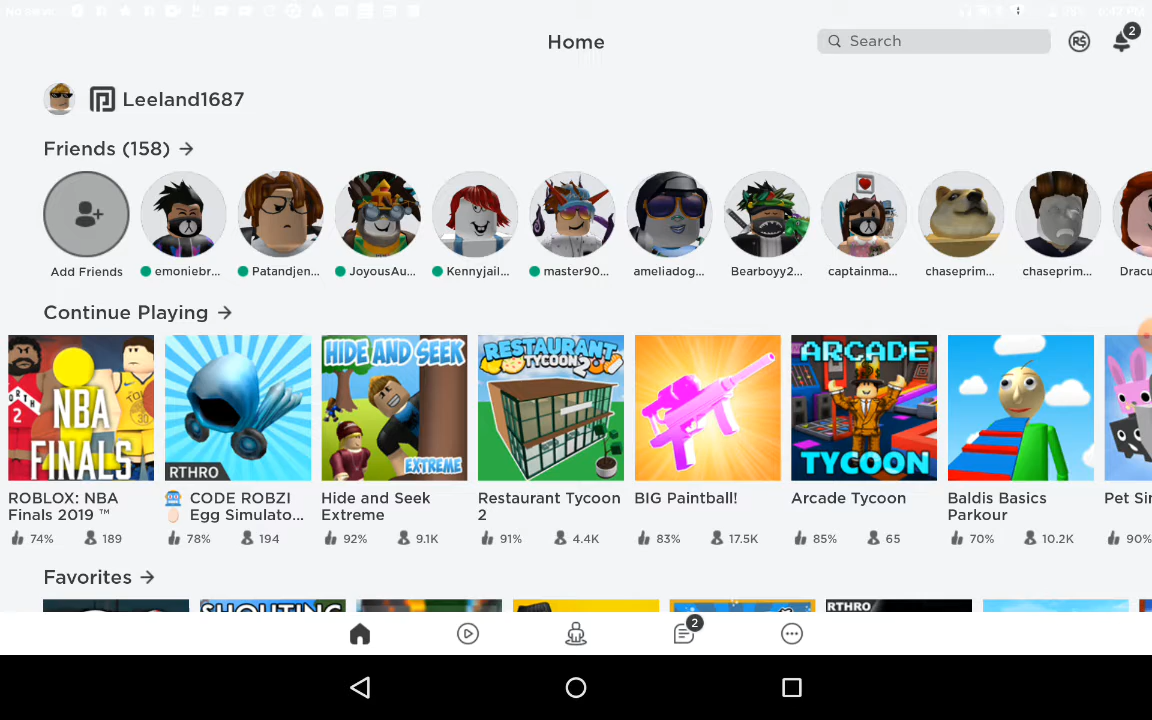 Home
Search
2
Leeland1687
Friends (158)
Add Friends
emoniebr...
Patandjen...
JoyousAu...
Kennyjail...
master90...
ameliadog...
Bearboyy2...
captainma...
chaseprim...
chaseprim...
Dracu
Continue Playing
NBA
FINALS
RTHRO
HIDE AND SEEK
EXTREME
RESTAURANT
TYCOON 2
ARCADE
TYCOON
ROBLOX: NBA
Finals 2019 ™
CODE ROBZI
Egg Simulato...
Hide and Seek
Extreme
Restaurant Tycoon
2
BIG Paintball!
Arcade Tycoon
Baldis Basics
Parkour
Pet Si
74% 189
78% 194
92% 9.1K
91% 4.4K
83% 17.5K
85% 65
70% 10.2K
90%
Favorites
SHOUTING
RTHRO
2